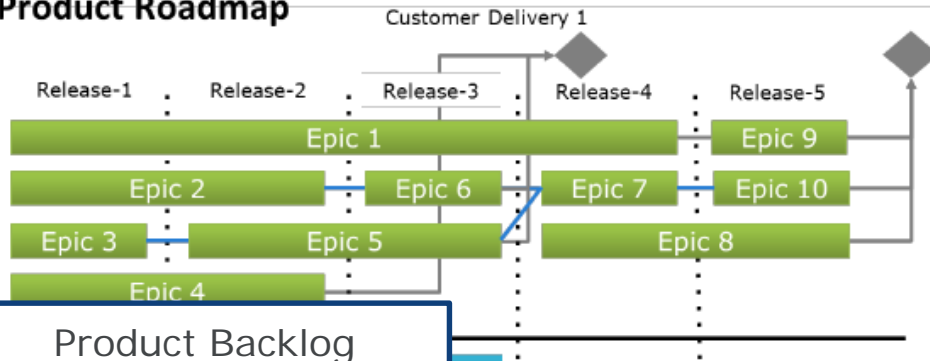 Product Roadmap
Customer Delivery 1
Release-1 Release-2 Release-3 Release-4 Release-5
Epic 1 Epic 9
Epic 2 Epic 6 Epic 7 Epic 10
Epic 3 Epic 5 Epic 8
Epic 4
Product Backlog